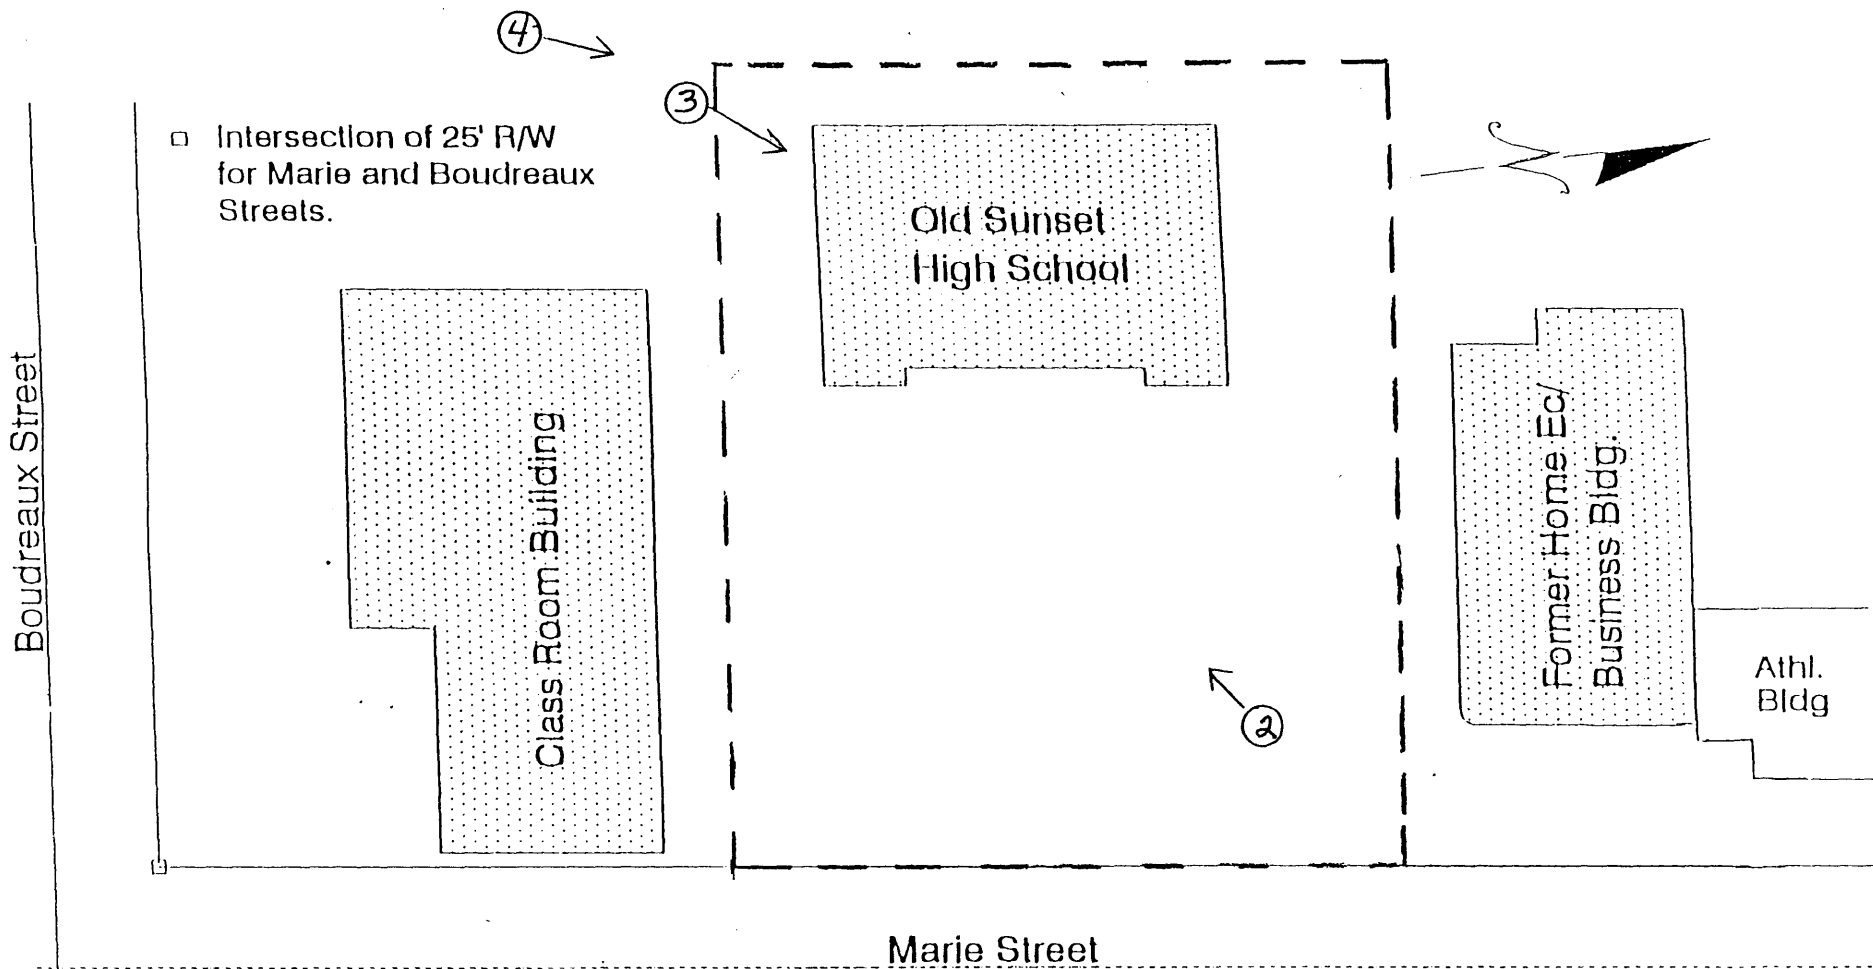 4
3
□ Intersection of 25' R/W
for Marie and Boudreaux
Streets.
Old Sunset
High School
Boudreaux Street
Class Room Building
Former Home Ec/
Business Bldg.
Athl.
Bldg
2
Marie Street